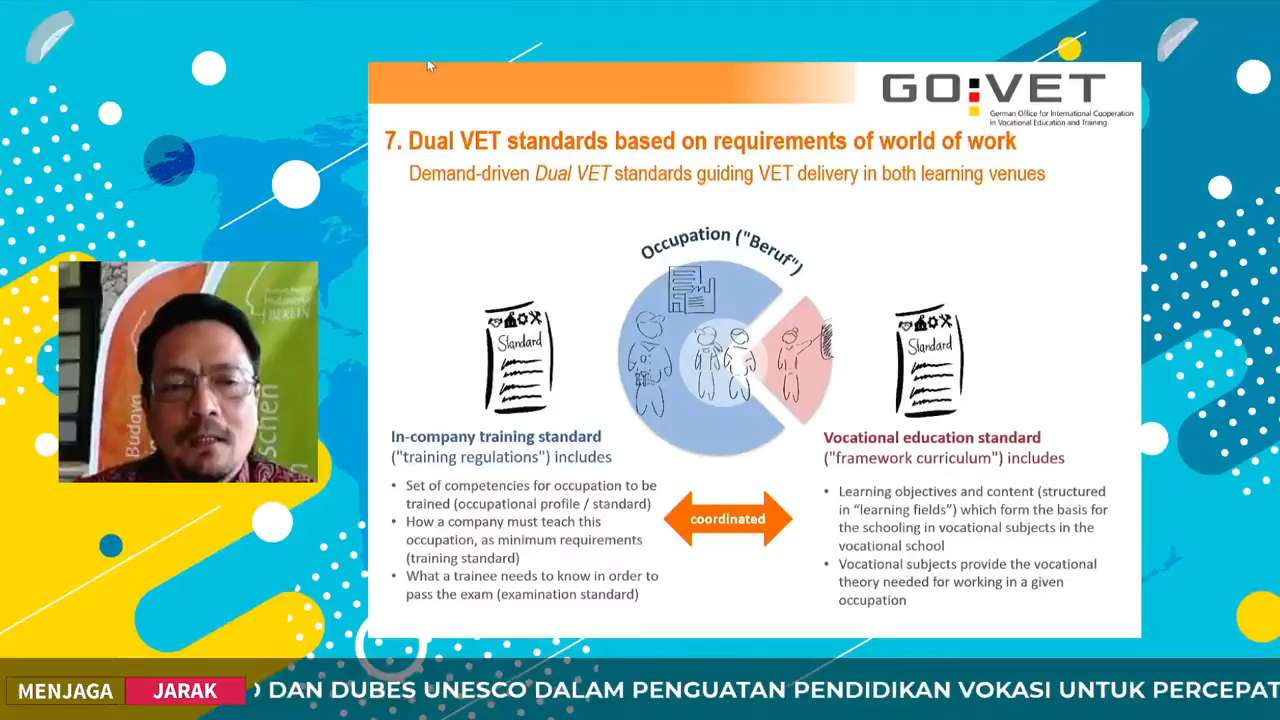 GO:VET
German Office for International Cooperation
in Vocational Education and Training
7. Dual VET standards based on requirements of world of work
Demand-driven Dual VET standards guiding VET delivery in both learning venues
Occupation ("Beruf")
Standard
Standard
In-company training standard
("training regulations") includes
• Set of competencies for occupation to be
trained (occupational profile / standard)
• How a company must teach this
occupation, as minimum requirements
(training standard)
• What a trainee needs to know in order to
pass the exam (examination standard)
coordinated
Vocational education standard
("framework curriculum") includes
• Learning objectives and content (structured
in “learning fields”) which form the basis for
the schooling in vocational subjects in the
vocational school
• Vocational subjects provide the vocational
theory needed for working in a given
occupation
Budaya
BERLIN
MENJAGA JARAK
DAN DUBES UNESCO DALAM PENGUATAN PENDIDIKAN VOKASI UNTUK PERCEPAT